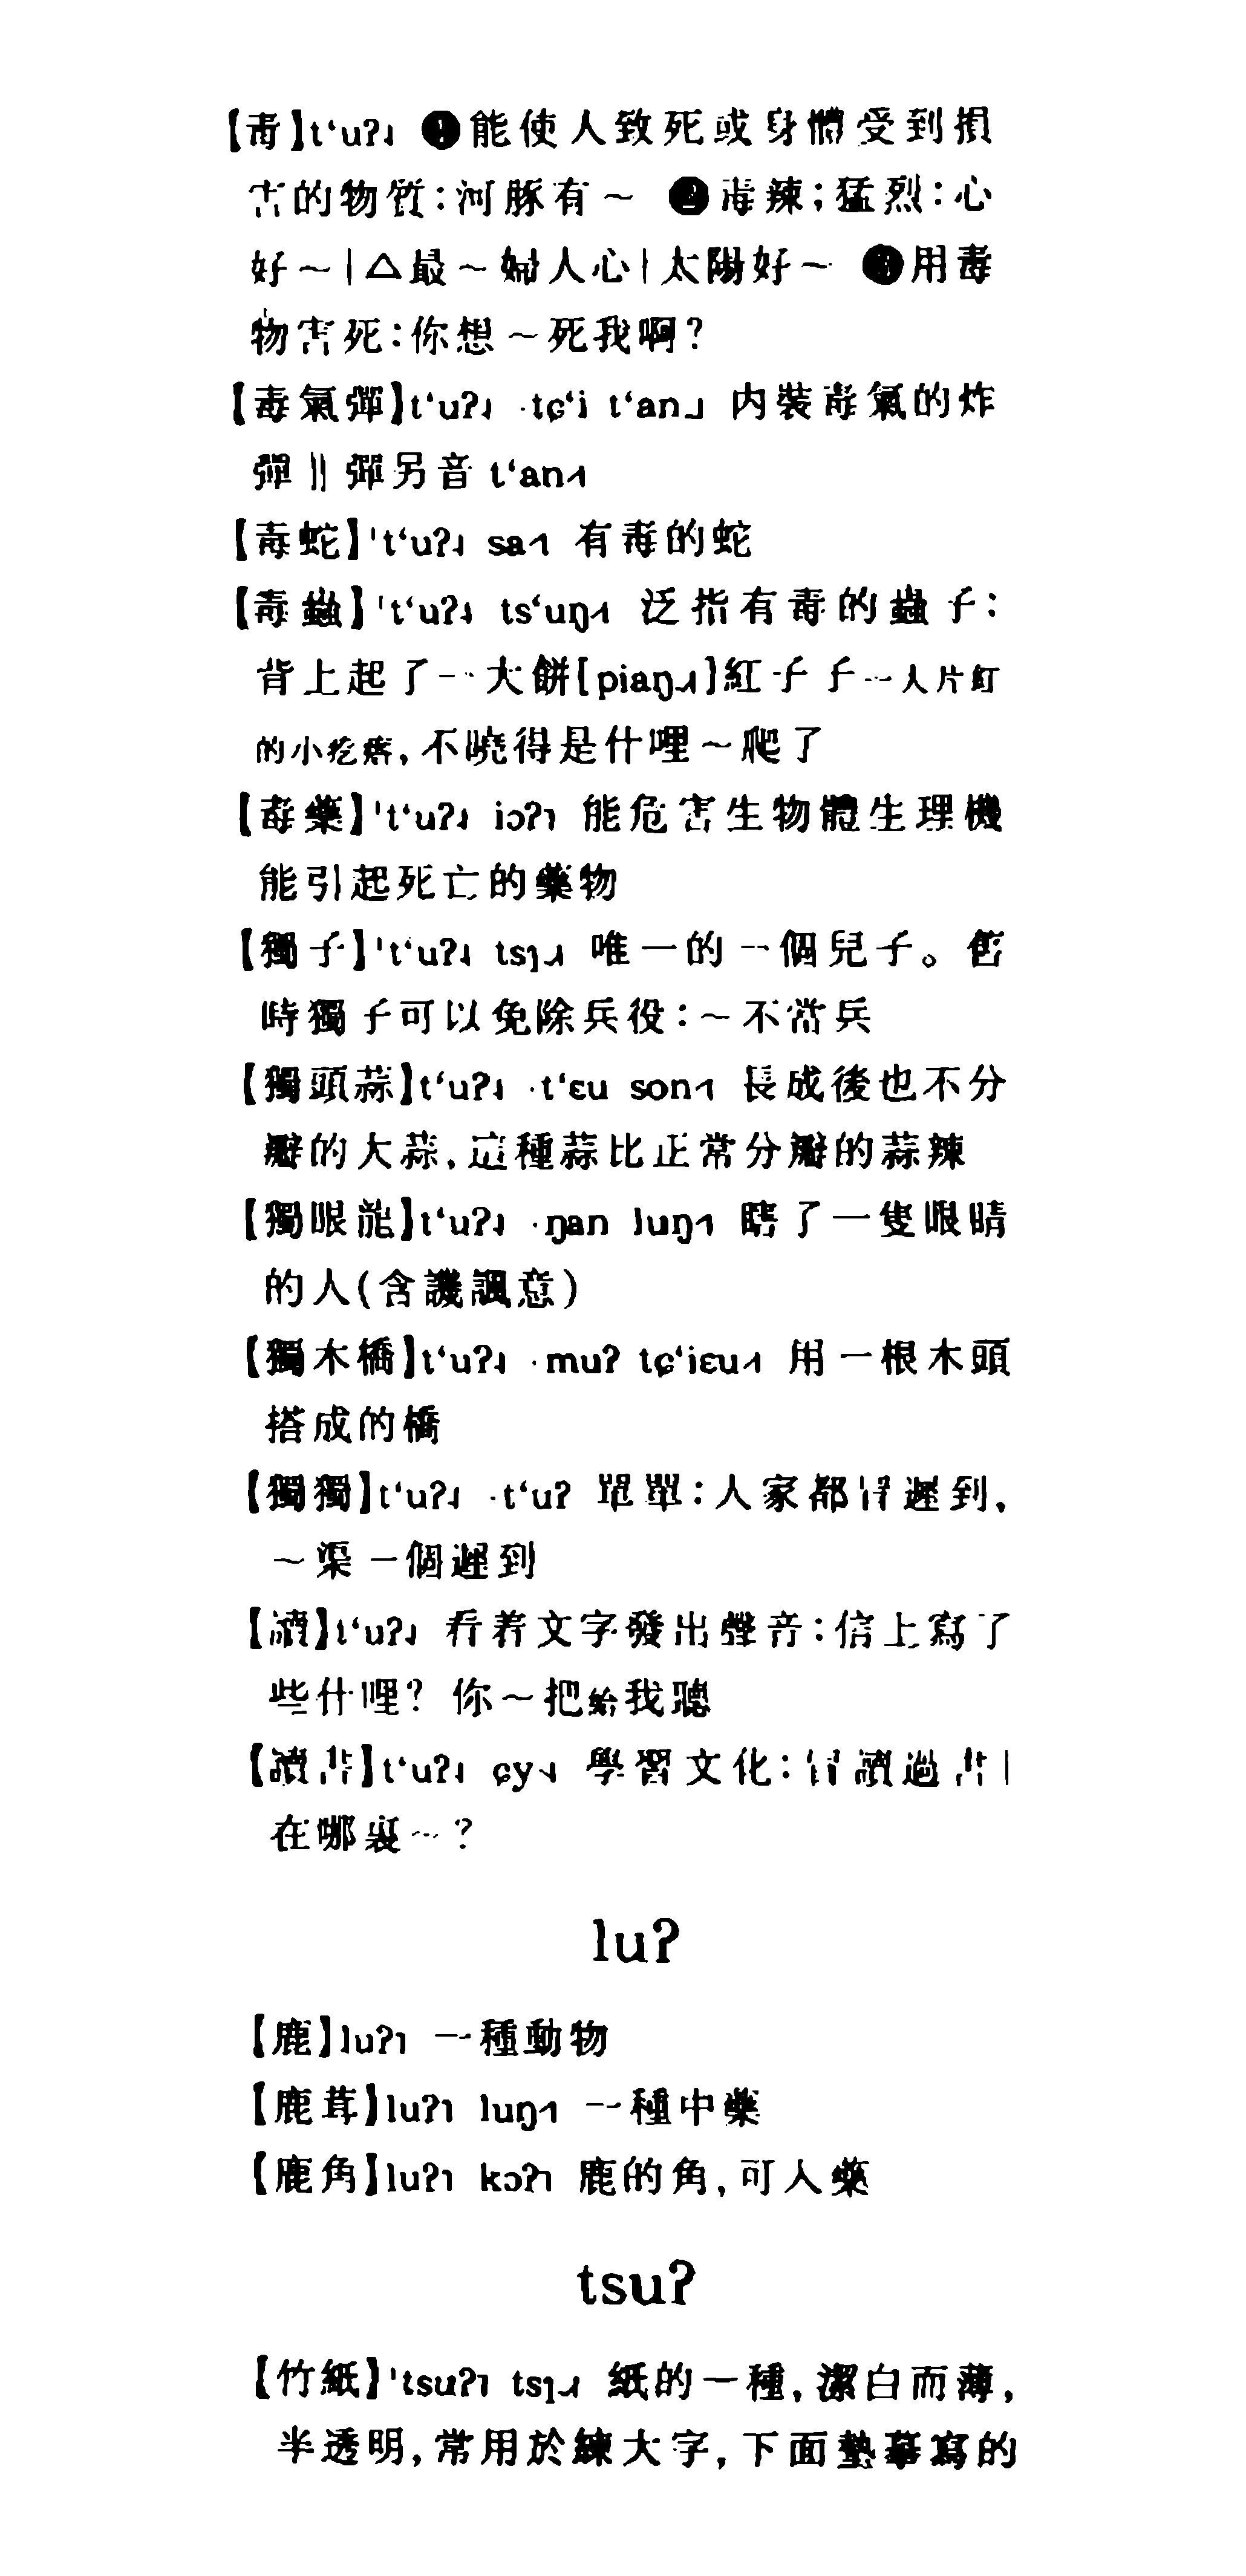 【毒】t‘uʔ˨ ❶能使人致死或身體受到損
害的物質：河豚有～ ❷毒辣；猛烈：心
好～｜△最～婦人心｜太陽好～ ❸用毒
物害死：你想～死我啊？
【毒氣彈】t‘uʔ˨ ·tɕ‘i t‘an˩ 内裝毒氣的炸
彈‖彈另音 t‘an˧˥
【毒蛇】ˈt‘uʔ˨ sa˧˥ 有毒的蛇
【毒蟲】ˈt‘uʔ˨ ts‘uŋ˧˥ 泛指有毒的蟲子：
背上起了一大餅[piaŋ˨˩˧]紅子子一大片紅
的小疙瘩，不曉得是什哩～爬了
【毒藥】ˈt‘uʔ˨ iɔʔ˥ 能危害生物體生理機
能引起死亡的藥物
【獨子】ˈt‘uʔ˨ tsɿ˨˩˧ 唯一的一個兒子。舊
時獨子可以免除兵役：～不當兵
【獨頭蒜】t‘uʔ˨ ·t‘ɛu son˧˥ 長成後也不分
瓣的大蒜，這種蒜比正常分瓣的蒜辣
【獨眼龍】t‘uʔ˨ ·ŋan luŋ˧˥ 瞎了一隻眼睛
的人（含譏諷意）
【獨木橋】t‘uʔ˨ ·muʔ tɕ‘iɛu˧˥ 用一根木頭
搭成的橋
【獨獨】t‘uʔ˨ ·t‘uʔ 單單：人家都冒遲到，
～渠一個遲到
【讀】t‘uʔ˨ 看着文字發出聲音：信上寫了
些什哩？你～把給我聽
【讀書】t‘uʔ˨ ɕy˦˨ 學習文化：冒讀過書｜
在哪裏～？
luʔ
【鹿】luʔ˥ 一種動物
【鹿茸】luʔ˥ luŋ˧˥ 一種中藥
【鹿角】luʔ˥ kɔʔ˥ 鹿的角，可入藥
tsuʔ
【竹紙】ˈtsuʔ˥ tsɿ˨˩˧ 紙的一種，潔白而薄，
半透明，常用於練大字，下面墊摹寫的